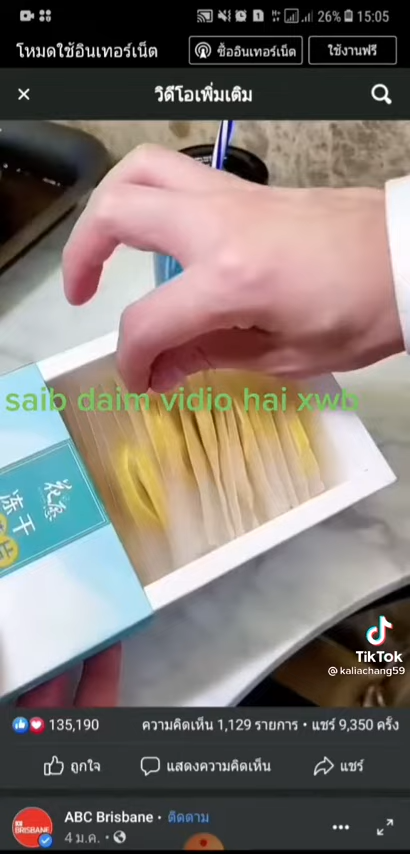 26% 15:05
โหมดใช้อินเทอร์เน็ต
ซื้ออินเทอร์เน็ต
ใช้งานฟรี
วิดีโอเพิ่มเติม
saib daim vidio hai xwb
冻干
片
TikTok
@kaliachang59
135,190
ความคิดเห็น 1,129 รายการ • แชร์ 9,350 ครั้ง
ถูกใจ
แสดงความคิดเห็น
แชร์
BRISBANE
ABC Brisbane • ติดตาม
4 ม.ค. •